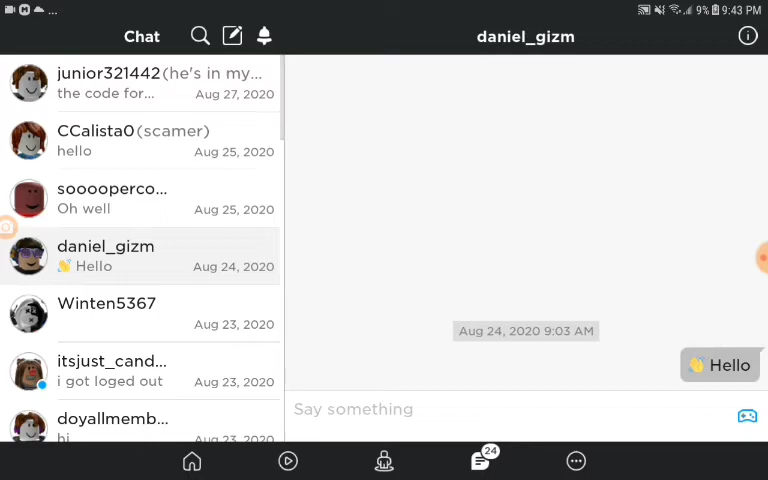 9% 9:43 PM
Chat
daniel_gizm
junior321442(he's in my...
the code for...
Aug 27, 2020
CCalista0(scamer)
hello
Aug 25, 2020
sooooperco...
Oh well
Aug 25, 2020
daniel_gizm
👋 Hello
Aug 24, 2020
Winten5367
Aug 23, 2020
itsjust_cand...
i got loged out
Aug 23, 2020
doyallmemb...
hi
Aug 23, 2020
Aug 24, 2020 9:03 AM
👋 Hello
Say something
24